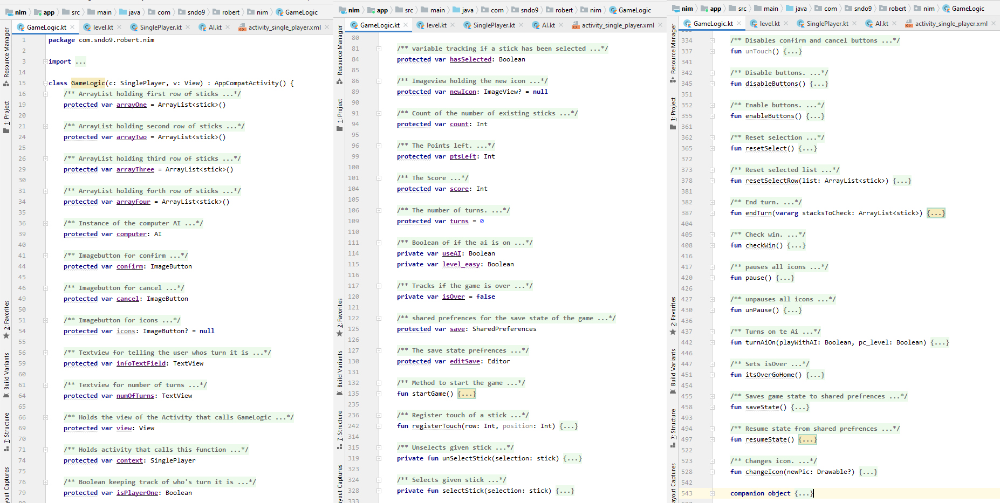 nim app src main java com sndo9 robert nim GameLogic
GameLogic.kt level.kt SinglePlayer.kt AI.kt activity_single_player.xml
Resource Manager
1: Project
2: Favorites
Build Variants
7: Structure
ayout Captures
1 package com.sndo9.robert.nim
2
3 import ...
14
15 class GameLogic(c: SinglePlayer, v: View) : AppCompatActivity() {
16 /** ArrayList holding first row of sticks ...*/
19 protected var arrayOne = ArrayList<stick>()
20
21 /** ArrayList holding second row of sticks ...*/
24 protected var arrayTwo = ArrayList<stick>()
25
26 /** ArrayList holding third row of sticks ...*/
29 protected var arrayThree = ArrayList<stick>()
30
31 /** ArrayList holding forth row of sticks ...*/
34 protected var arrayFour = ArrayList<stick>()
35
36 /** Instance of the computer AI ...*/
39 protected var computer: AI
40
41 /** Imagebutton for confirm ...*/
44 protected var confirm: ImageButton
45
46 /** Imagebutton for cancel ...*/
49 protected var cancel: ImageButton
50
51 /** Imagebutton for icons ...*/
54 protected var icons: ImageButton? = null
55
56 /** Textview for telling the user whos turn it is ...*/
59 protected var infoTextField: TextView
60
61 /** Textview for number of turns ...*/
64 protected var numOfTurns: TextView
65
66 /** Holds the view of the Activity that calls GameLogic ...*/
69 protected var view: View
70
71 /** Holds activity that calls this function ...*/
74 protected var context: SinglePlayer
75
76 /** Boolean keeping track of who's turn it is ...*/
79 protected var isPlayerOne: Boolean
nim app src main java com sndo9 robert nim GameLogic
GameLogic.kt level.kt SinglePlayer.kt AI.kt activity_single_player.xml
Resource Manager
1: Project
2: Favorites
Build Variants
7: Structure
ayout Captures
80
81 /** variable tracking if a stick has been selected ...*/
84 protected var hasSelected: Boolean
85
86 /** Imageview holding the new icon ...*/
89 protected var newIcon: ImageView? = null
90
91 /** Count of the number of existing sticks ...*/
94 protected var count: Int
95
96 /** The Points left. ...*/
99 protected var ptsLeft: Int
100
101 /** The Score ...*/
104 protected var score: Int
105
106 /** The number of turns. ...*/
109 protected var turns = 0
110
111 /** Boolean of if the ai is on ...*/
114 private var useAI: Boolean
115 private var level_easy: Boolean
116
117 /** Tracks if the game is over ...*/
120 private var isOver = false
121
122 /** shared prefrences for the save state of the game ...*/
125 protected var save: SharedPreferences
126
127 /** The save state prefrences ...*/
130 protected var editSave: Editor
131
132 /** Method to start the game ...*/
135 fun startGame() {...}
235
236 /** Register touch of a stick ...*/
242 fun registerTouch(row: Int, position: Int) {...}
314
315 /** Unselects given stick ...*/
319 private fun unSelectStick(selection: stick) {...}
323
324 /** Selects given stick ...*/
328 private fun selectStick(selection: stick) {...}
333
nim app src main java com sndo9 robert nim GameLogic
GameLogic.kt level.kt SinglePlayer.kt AI.kt activity_single_player.xml
Resource Manager
1: Project
2: Favorites
Build Variants
7: Structure
ayout Captures
334 /** Disables confirm and cancel buttons ...*/
337 fun unTouch() {...}
341
342 /** Disable buttons. ...*/
345 fun disableButtons() {...}
351
352 /** Enable buttons. ...*/
355 fun enableButtons() {...}
361
362 /** Reset selection ...*/
365 fun resetSelect() {...}
372
373 /** Reset selected list ...*/
378 fun resetSelectRow(list: ArrayList<stick>) {...}
381
382 /** End turn. ...*/
387 fun endTurn(vararg stacksToCheck: ArrayList<stick>) {...}
404
405 /** Check win. ...*/
408 fun checkWin() {...}
416
417 /** pauses all icons ...*/
420 fun pause() {...}
426
427 /** unpauses all icons ...*/
430 fun unPause() {...}
436
437 /** Turns on te Ai ...*/
442 fun turnAiOn(playWithAI: Boolean, pc_level: Boolean) {...}
446
447 /** Sets isOver ...*/
451 fun itsOverGoHome() {...}
454
455 /** Saves game state to shared prefrences ...*/
458 fun saveState() {...}
493
494 /** Resume state from shared prefrences ...*/
497 fun resumeState() {...}
522
523 /** Changes icon. ...*/
528 fun changeIcon(newPic: Drawable?) {...}
542
543 companion object {...}